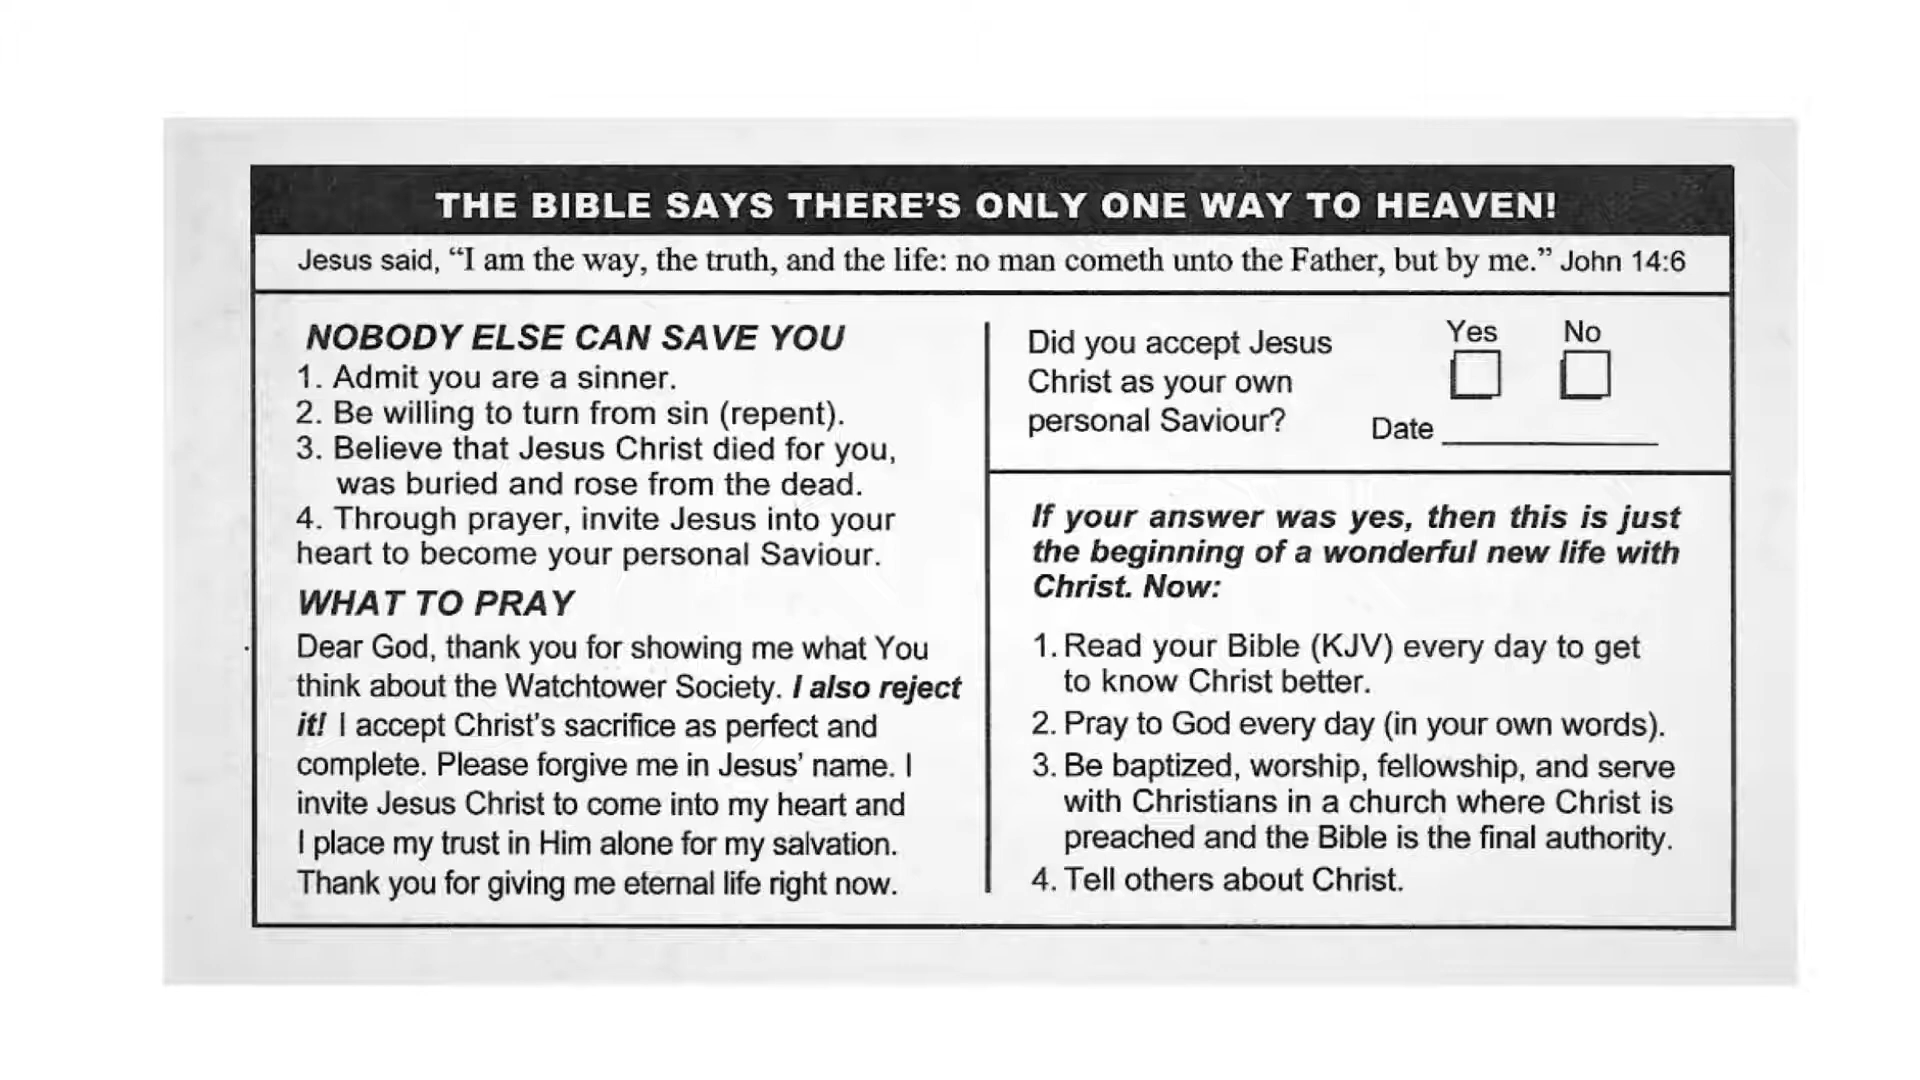 THE BIBLE SAYS THERE'S ONLY ONE WAY TO HEAVEN!
Jesus said, “I am the way, the truth, and the life: no man cometh unto the Father, but by me.” John 14:6
NOBODY ELSE CAN SAVE YOU
1. Admit you are a sinner.
2. Be willing to turn from sin (repent).
3. Believe that Jesus Christ died for you,
was buried and rose from the dead.
4. Through prayer, invite Jesus into your
heart to become your personal Saviour.
WHAT TO PRAY
Dear God, thank you for showing me what You
think about the Watchtower Society. I also reject
it! I accept Christ's sacrifice as perfect and
complete. Please forgive me in Jesus' name. I
invite Jesus Christ to come into my heart and
I place my trust in Him alone for my salvation.
Thank you for giving me eternal life right now.
Did you accept Jesus
Christ as your own
personal Saviour?
Yes No
Date
If your answer was yes, then this is just
the beginning of a wonderful new life with
Christ. Now:
1. Read your Bible (KJV) every day to get
to know Christ better.
2. Pray to God every day (in your own words).
3. Be baptized, worship, fellowship, and serve
with Christians in a church where Christ is
preached and the Bible is the final authority.
4. Tell others about Christ.